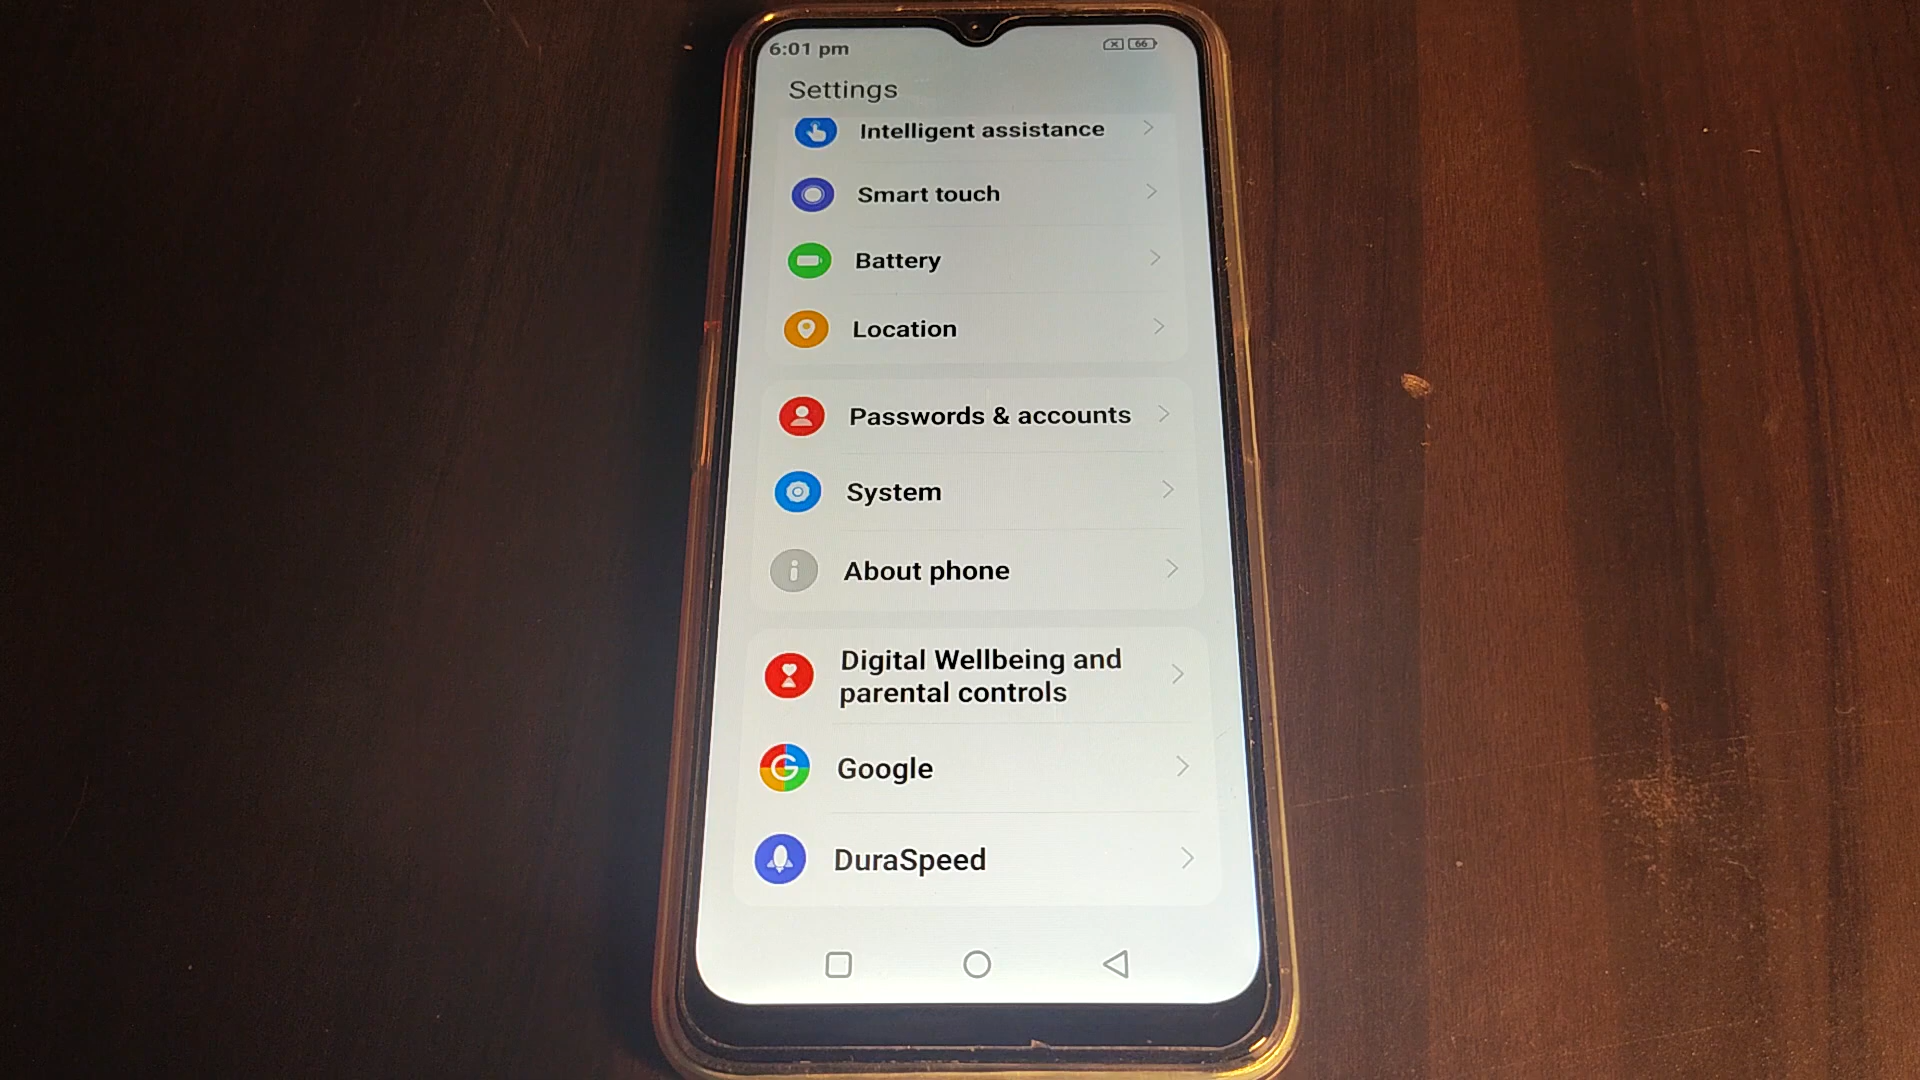 6:01 pm
66
Settings
Intelligent assistance
Smart touch
Battery
Location
Passwords & accounts
System
About phone
Digital Wellbeing and
parental controls
Google
DuraSpeed